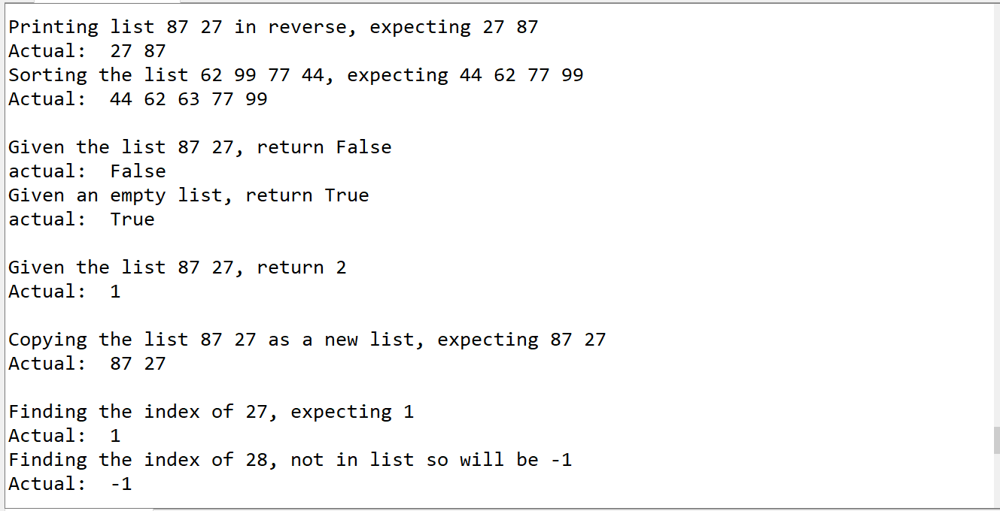 Printing list 87 27 in reverse, expecting 27 87
Actual:  27 87
Sorting the list 62 99 77 44, expecting 44 62 77 99
Actual:  44 62 63 77 99
Given the list 87 27, return False
actual:  False
Given an empty list, return True
actual:  True
Given the list 87 27, return 2
Actual:  1
Copying the list 87 27 as a new list, expecting 87 27
Actual:  87 27
Finding the index of 27, expecting 1
Actual:  1
Finding the index of 28, not in list so will be -1
Actual:  -1